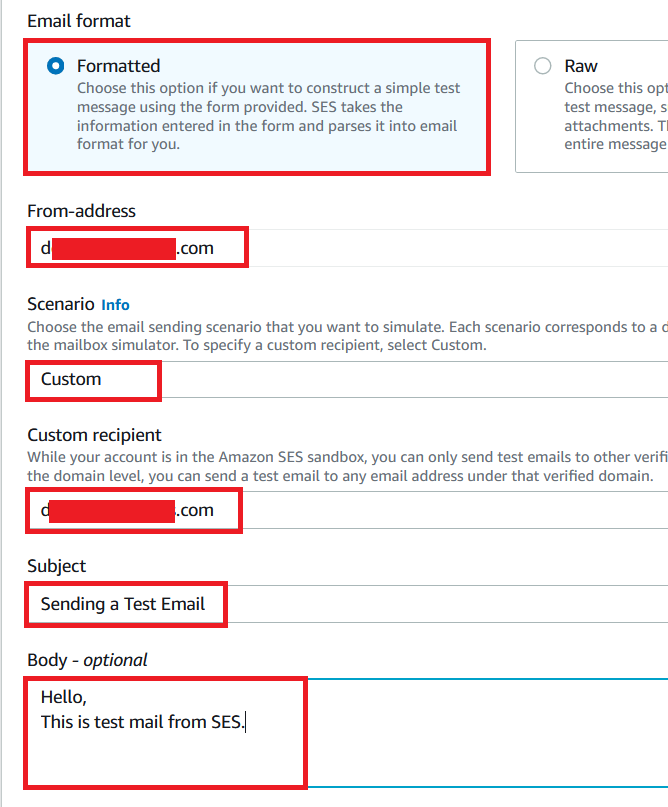 Email format
Formatted
Choose this option if you want to construct a simple test
message using the form provided. SES takes the
information entered in the form and parses it into email
format for you.
Raw
Choose this opt
test message, s
attachments. Th
entire message
From-address
d .com
Scenario Info
Choose the email sending scenario that you want to simulate. Each scenario corresponds to a d
the mailbox simulator. To specify a custom recipient, select Custom.
Custom
Custom recipient
While your account is in the Amazon SES sandbox, you can only send test emails to other verifi
the domain level, you can send a test email to any email address under that verified domain.
d .com
Subject
Sending a Test Email
Body - optional
Hello,
This is test mail from SES.